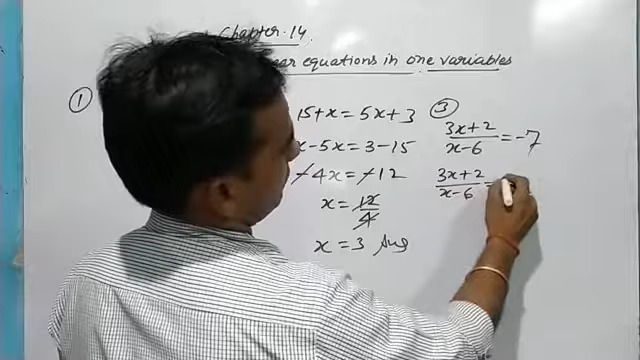 Chapter-14
equations in one variables
①
15+x=5x+3
x-5x=3-15
-4x=-12
x=12/4
x=3 Ans
③
3x+2/x-6=-7
3x+2/x-6=